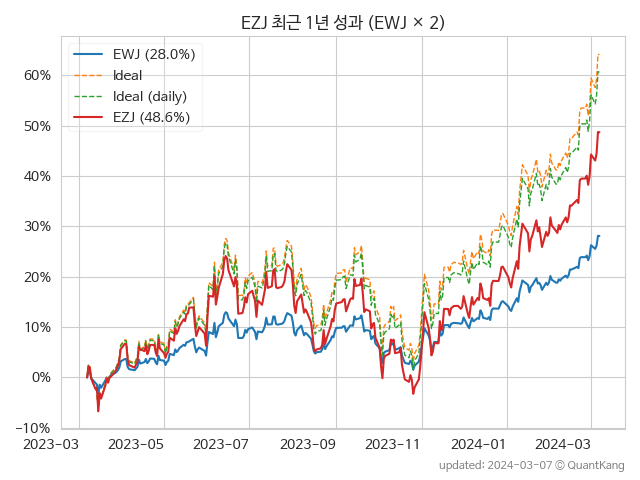 EZJ 최근 1년 성과 (EWJ × 2)
EWJ (28.0%)
Ideal
Ideal (daily)
EZJ (48.6%)
60%
50%
40%
30%
20%
10%
0%
−10%
2023-03 2023-05 2023-07 2023-09 2023-11 2024-01 2024-03
updated: 2024-03-07 © QuantKang